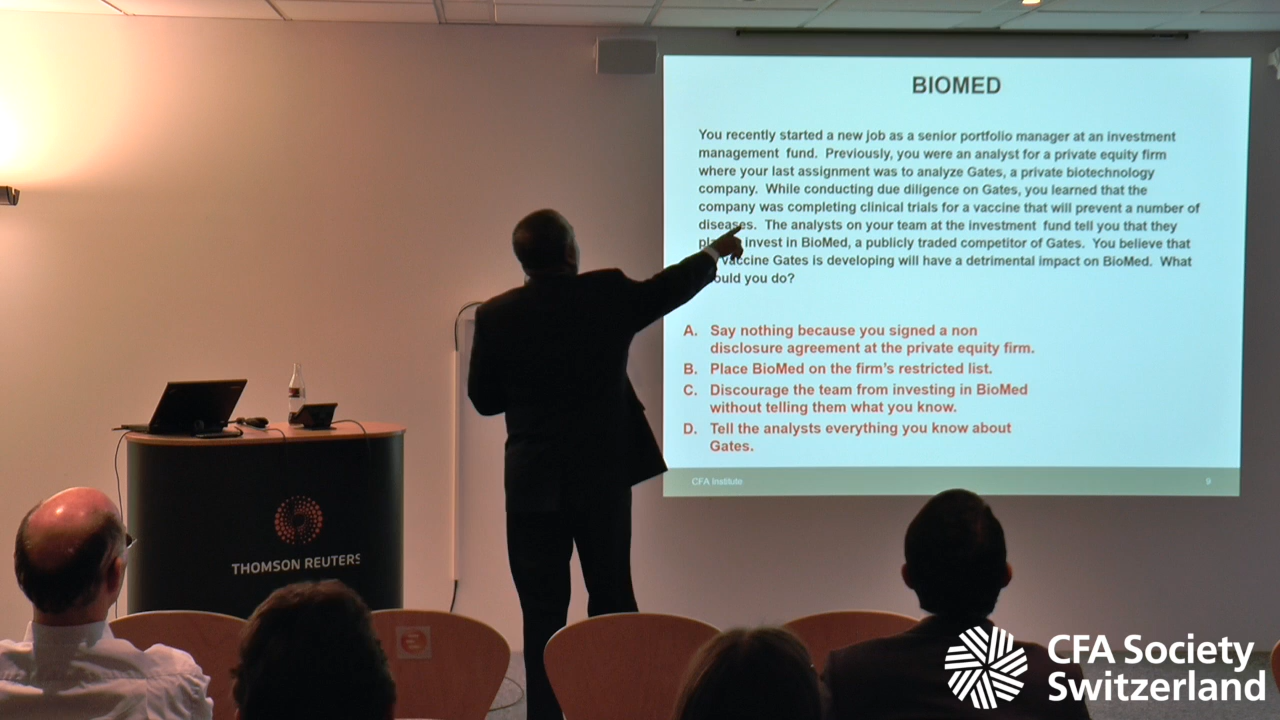 BIOMED
You recently started a new job as a senior portfolio manager at an investment
management fund. Previously, you were an analyst for a private equity firm
where your last assignment was to analyze Gates, a private biotechnology
company. While conducting due diligence on Gates, you learned that the
company was completing clinical trials for a vaccine that will prevent a number of
diseases. The analysts on your team at the investment fund tell you that they
invest in BioMed, a publicly traded competitor of Gates. You believe that
vaccine Gates is developing will have a detrimental impact on BioMed. What
ould you do?
A. Say nothing because you signed a non
disclosure agreement at the private equity firm.
B. Place BioMed on the firm's restricted list.
C. Discourage the team from investing in BioMed
without telling them what you know.
D. Tell the analysts everything you know about
Gates.
CFA Institute 9
THOMSON REUTERS
CFA Society
Switzerland